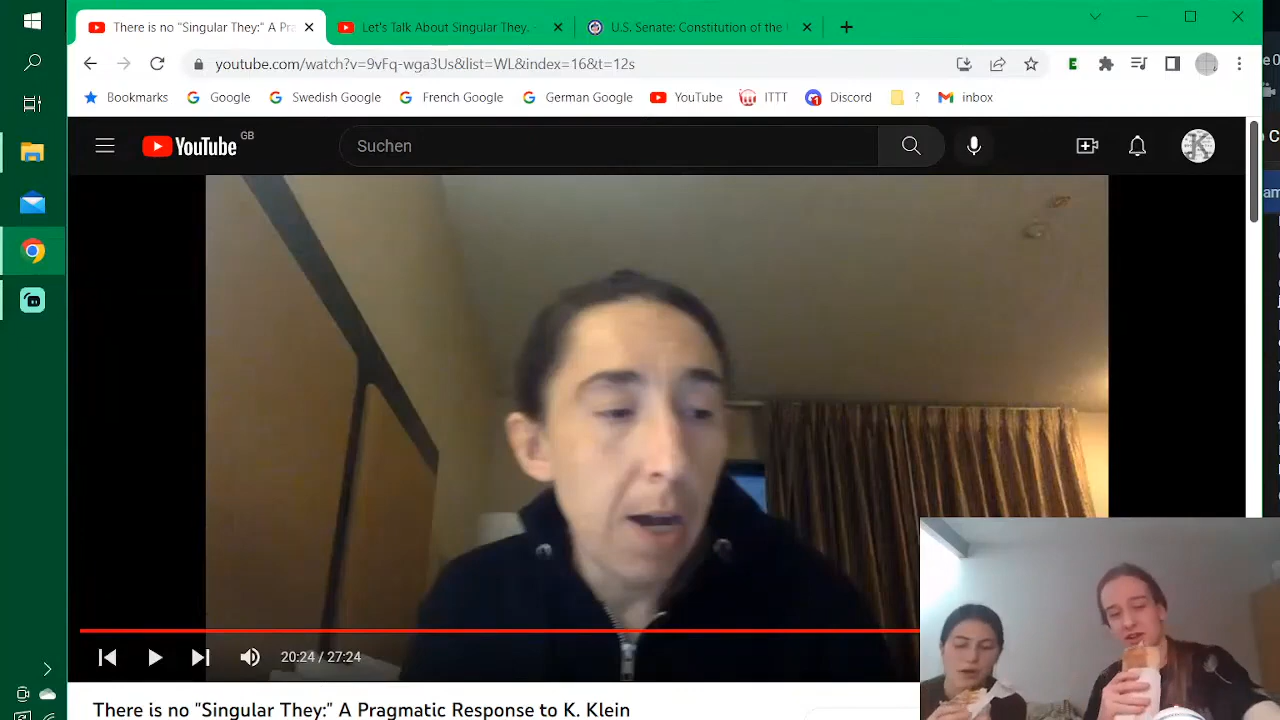 There is no "Singular They:" A Pra
Let's Talk About Singular They.
U.S. Senate: Constitution of the
youtube.com/watch?v=9vFq-wga3Us&list=WL&index=16&t=12s
Bookmarks Google Swedish Google French Google German Google YouTube ITTT Discord ? inbox
YouTube GB
Suchen
K
20:24 / 27:24
There is no "Singular They:" A Pragmatic Response to K. Klein